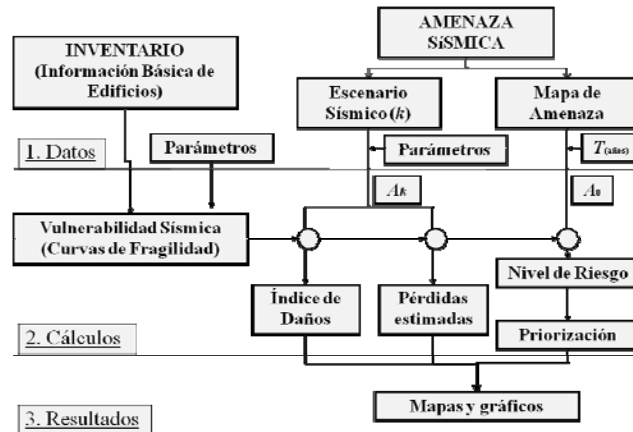 AMENAZA
SíSMICA
INVENTARIO
(Información Básica de
Edificios)
Escenario
Sísmico (k)
Mapa de
Amenaza
1. Datos
Parámetros
Parámetros
T(años)
Ak
A0
Vulnerabilidad Sísmica
(Curvas de Fragilidad)
Índice de
Daños
Pérdidas
estimadas
Nivel de Riesgo
2. Cálculos
Priorización
Mapas y gráficos
3. Resultados